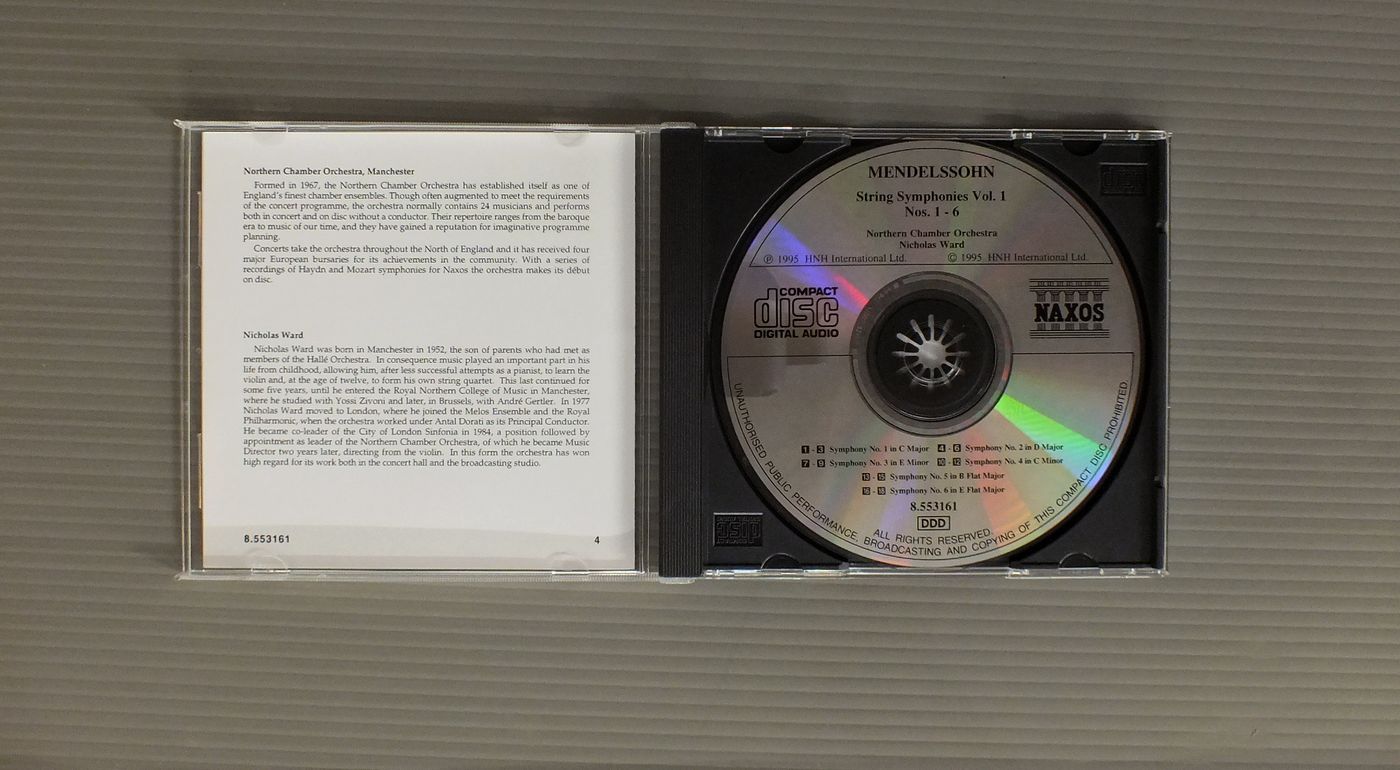 Northern Chamber Orchestra, Manchester
Formed in 1967, the Northern Chamber Orchestra has established itself as one of
England's finest chamber ensembles. Though often augmented to meet the requirements
of the concert programme, the orchestra normally contains 24 musicians and performs
both in concert and on disc without a conductor. Their repertoire ranges from the baroque
era to music of our time, and they have gained a reputation for imaginative programme
planning.
Concerts take the orchestra throughout the North of England and it has received four
major European bursaries for its achievements in the community. With a series of
recordings of Haydn and Mozart symphonies for Naxos the orchestra makes its début
on disc.
Nicholas Ward
Nicholas Ward was born in Manchester in 1952, the son of parents who had met as
members of the Hallé Orchestra. In consequence music played an important part in his
life from childhood, allowing him, after less successful attempts as a pianist, to learn the
violin and, at the age of twelve, to form his own string quartet. This last continued for
some five years, until he entered the Royal Northern College of Music in Manchester,
where he studied with Yossi Zivoni and later, in Brussels, with André Gertler. In 1977
Nicholas Ward moved to London, where he joined the Melos Ensemble and the Royal
Philharmonic, when the orchestra worked under Antal Dorati as its Principal Conductor.
He became co-leader of the City of London Sinfonia in 1984, a position followed by
appointment as leader of the Northern Chamber Orchestra, of which he became Music
Director two years later, directing from the violin. In this form the orchestra has won
high regard for its work both in the concert hall and the broadcasting studio.
8.553161 4
MENDELSSOHN
String Symphonies Vol. 1
Nos. 1 - 6
Northern Chamber Orchestra
Nicholas Ward
℗ 1995 HNH International Ltd. © 1995 HNH International Ltd.
COMPACT
disc
DIGITAL AUDIO
NAXOS
1 - 3 Symphony No. 1 in C Major 4 - 6 Symphony No. 2 in D Major
7 - 9 Symphony No. 3 in E Minor 10 - 12 Symphony No. 4 in C Minor
13 - 15 Symphony No. 5 in B Flat Major
16 - 18 Symphony No. 6 in E Flat Major
8.553161
DDD
ALL RIGHTS RESERVED.
UNAUTHORISED PUBLIC PERFORMANCE, BROADCASTING AND COPYING OF THIS COMPACT DISC PROHIBITED.
disc
COMPACT
disc
DIGITAL AUDIO